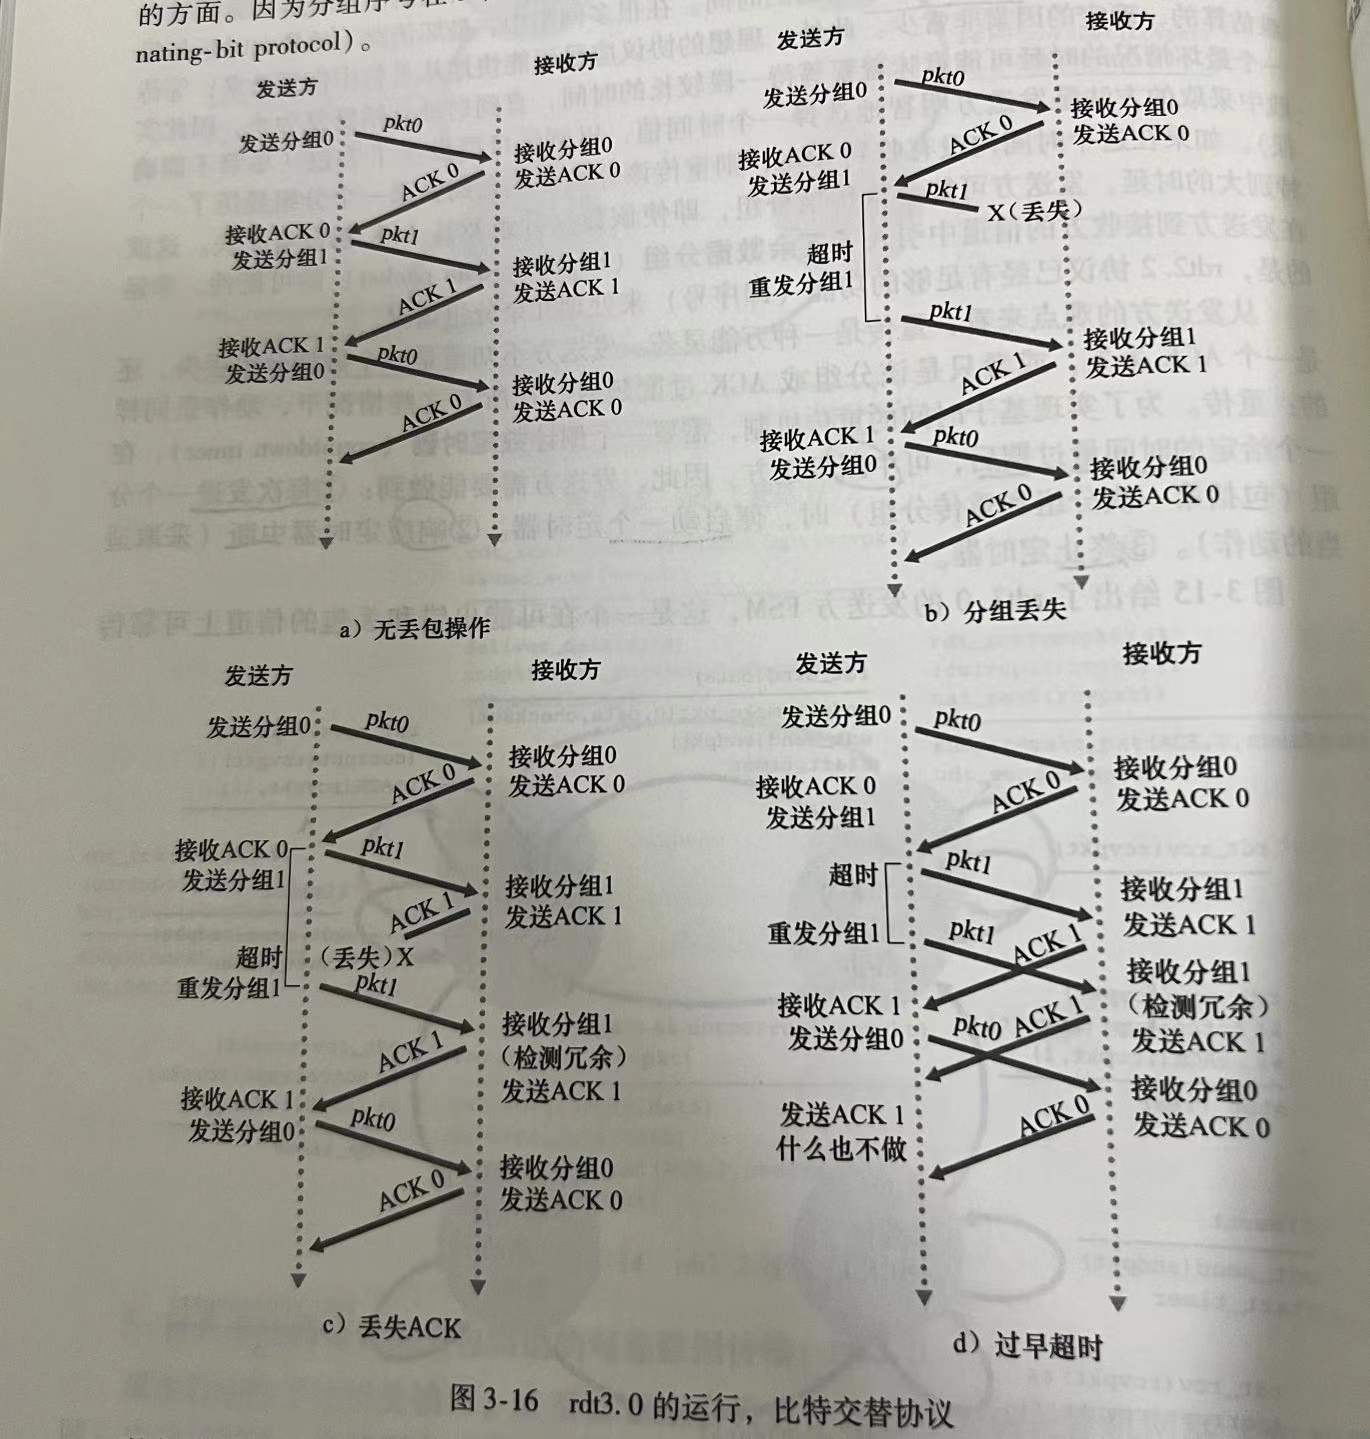 的方面。因为分组序号在
nating-bit protocol)。
发送方
接收方
发送分组0
pkt0
接收分组0
发送ACK 0
ACK 0
接收ACK 0
发送分组1
pkt1
接收分组1
发送ACK 1
ACK 1
接收ACK 1
发送分组0
pkt0
接收分组0
发送ACK 0
ACK 0
a）无丢包操作
发送方
接收方
发送分组0
pkt0
接收分组0
发送ACK 0
ACK 0
接收ACK 0
发送分组1
pkt1
X（丢失）
超时
重发分组1
pkt1
接收分组1
发送ACK 1
ACK 1
接收ACK 1
发送分组0
pkt0
接收分组0
发送ACK 0
ACK 0
b）分组丢失
发送方
接收方
发送分组0
pkt0
接收分组0
发送ACK 0
ACK 0
接收ACK 0
发送分组1
pkt1
接收分组1
发送ACK 1
ACK 1
（丢失）X
超时
重发分组1
pkt1
接收分组1
（检测冗余）
发送ACK 1
ACK 1
接收ACK 1
发送分组0
pkt0
接收分组0
发送ACK 0
ACK 0
c）丢失ACK
发送方
接收方
发送分组0
pkt0
接收分组0
发送ACK 0
ACK 0
接收ACK 0
发送分组1
pkt1
接收分组1
发送ACK 1
超时
重发分组1
pkt1
ACK 1
接收分组1
（检测冗余）
发送ACK 1
接收ACK 1
发送分组0
pkt0
ACK 1
接收分组0
发送ACK 0
发送ACK 1
什么也不做
ACK 0
d）过早超时
图 3-16 rdt3. 0 的运行，比特交替协议